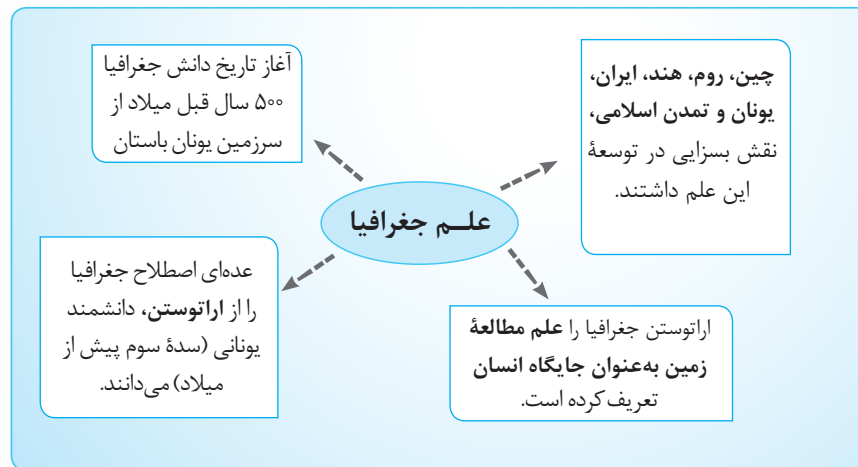 چین، روم، هند، ایران،
یونان و تمدن اسلامی،
نقش بسزایی در توسعهٔ
این علم داشتند.
آغاز تاریخ دانش جغرافیا
۵۰۰ سال قبل میلاد از
سرزمین یونان باستان
علــم جغرافیا
اراتوستن جغرافیا را علم مطالعهٔ
زمین به‌عنوان جایگاه انسان
تعریف کرده است.
عده‌ای اصطلاح جغرافیا
را از اراتوستن، دانشمند
یونانی (سدهٔ سوم پیش از
میلاد) می‌دانند.